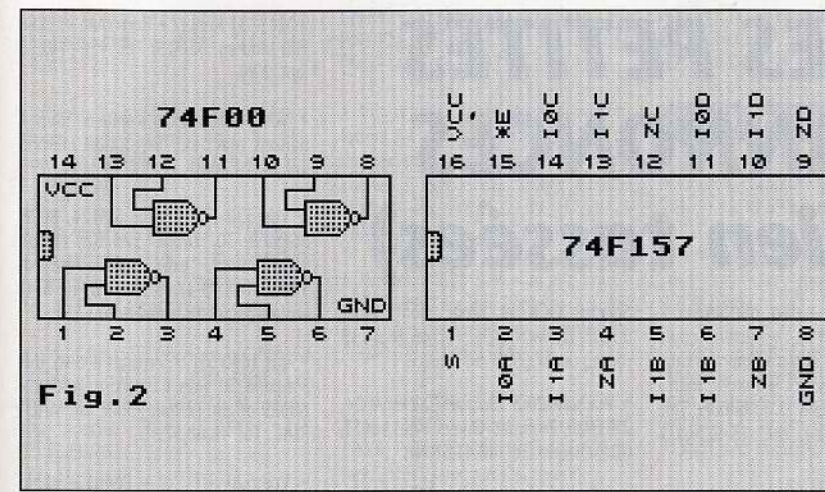 74F00
14 13 12 11 10 9 8
VCC
GND
1 2 3 4 5 6 7
Fig.2
VCC, *E I0C I1C ZC I0D I1D ZD
16 15 14 13 12 11 10 9
74F157
1 2 3 4 5 6 7 8
S I0A I1A ZA I1B I1B ZB GND